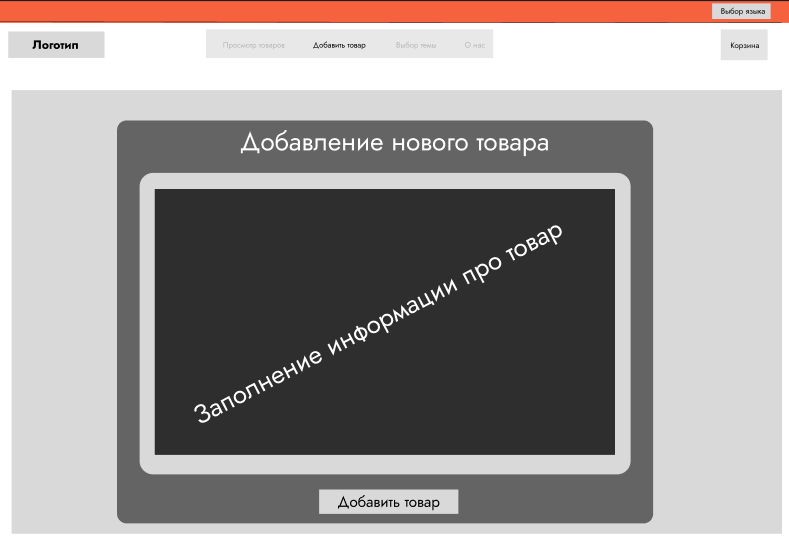 Выбор языка
Логотип
Просмотр товаров
Добавить товар
Выбор темы
О нас
Корзина
Добавление нового товара
Заполнение информации про товар
Добавить товар